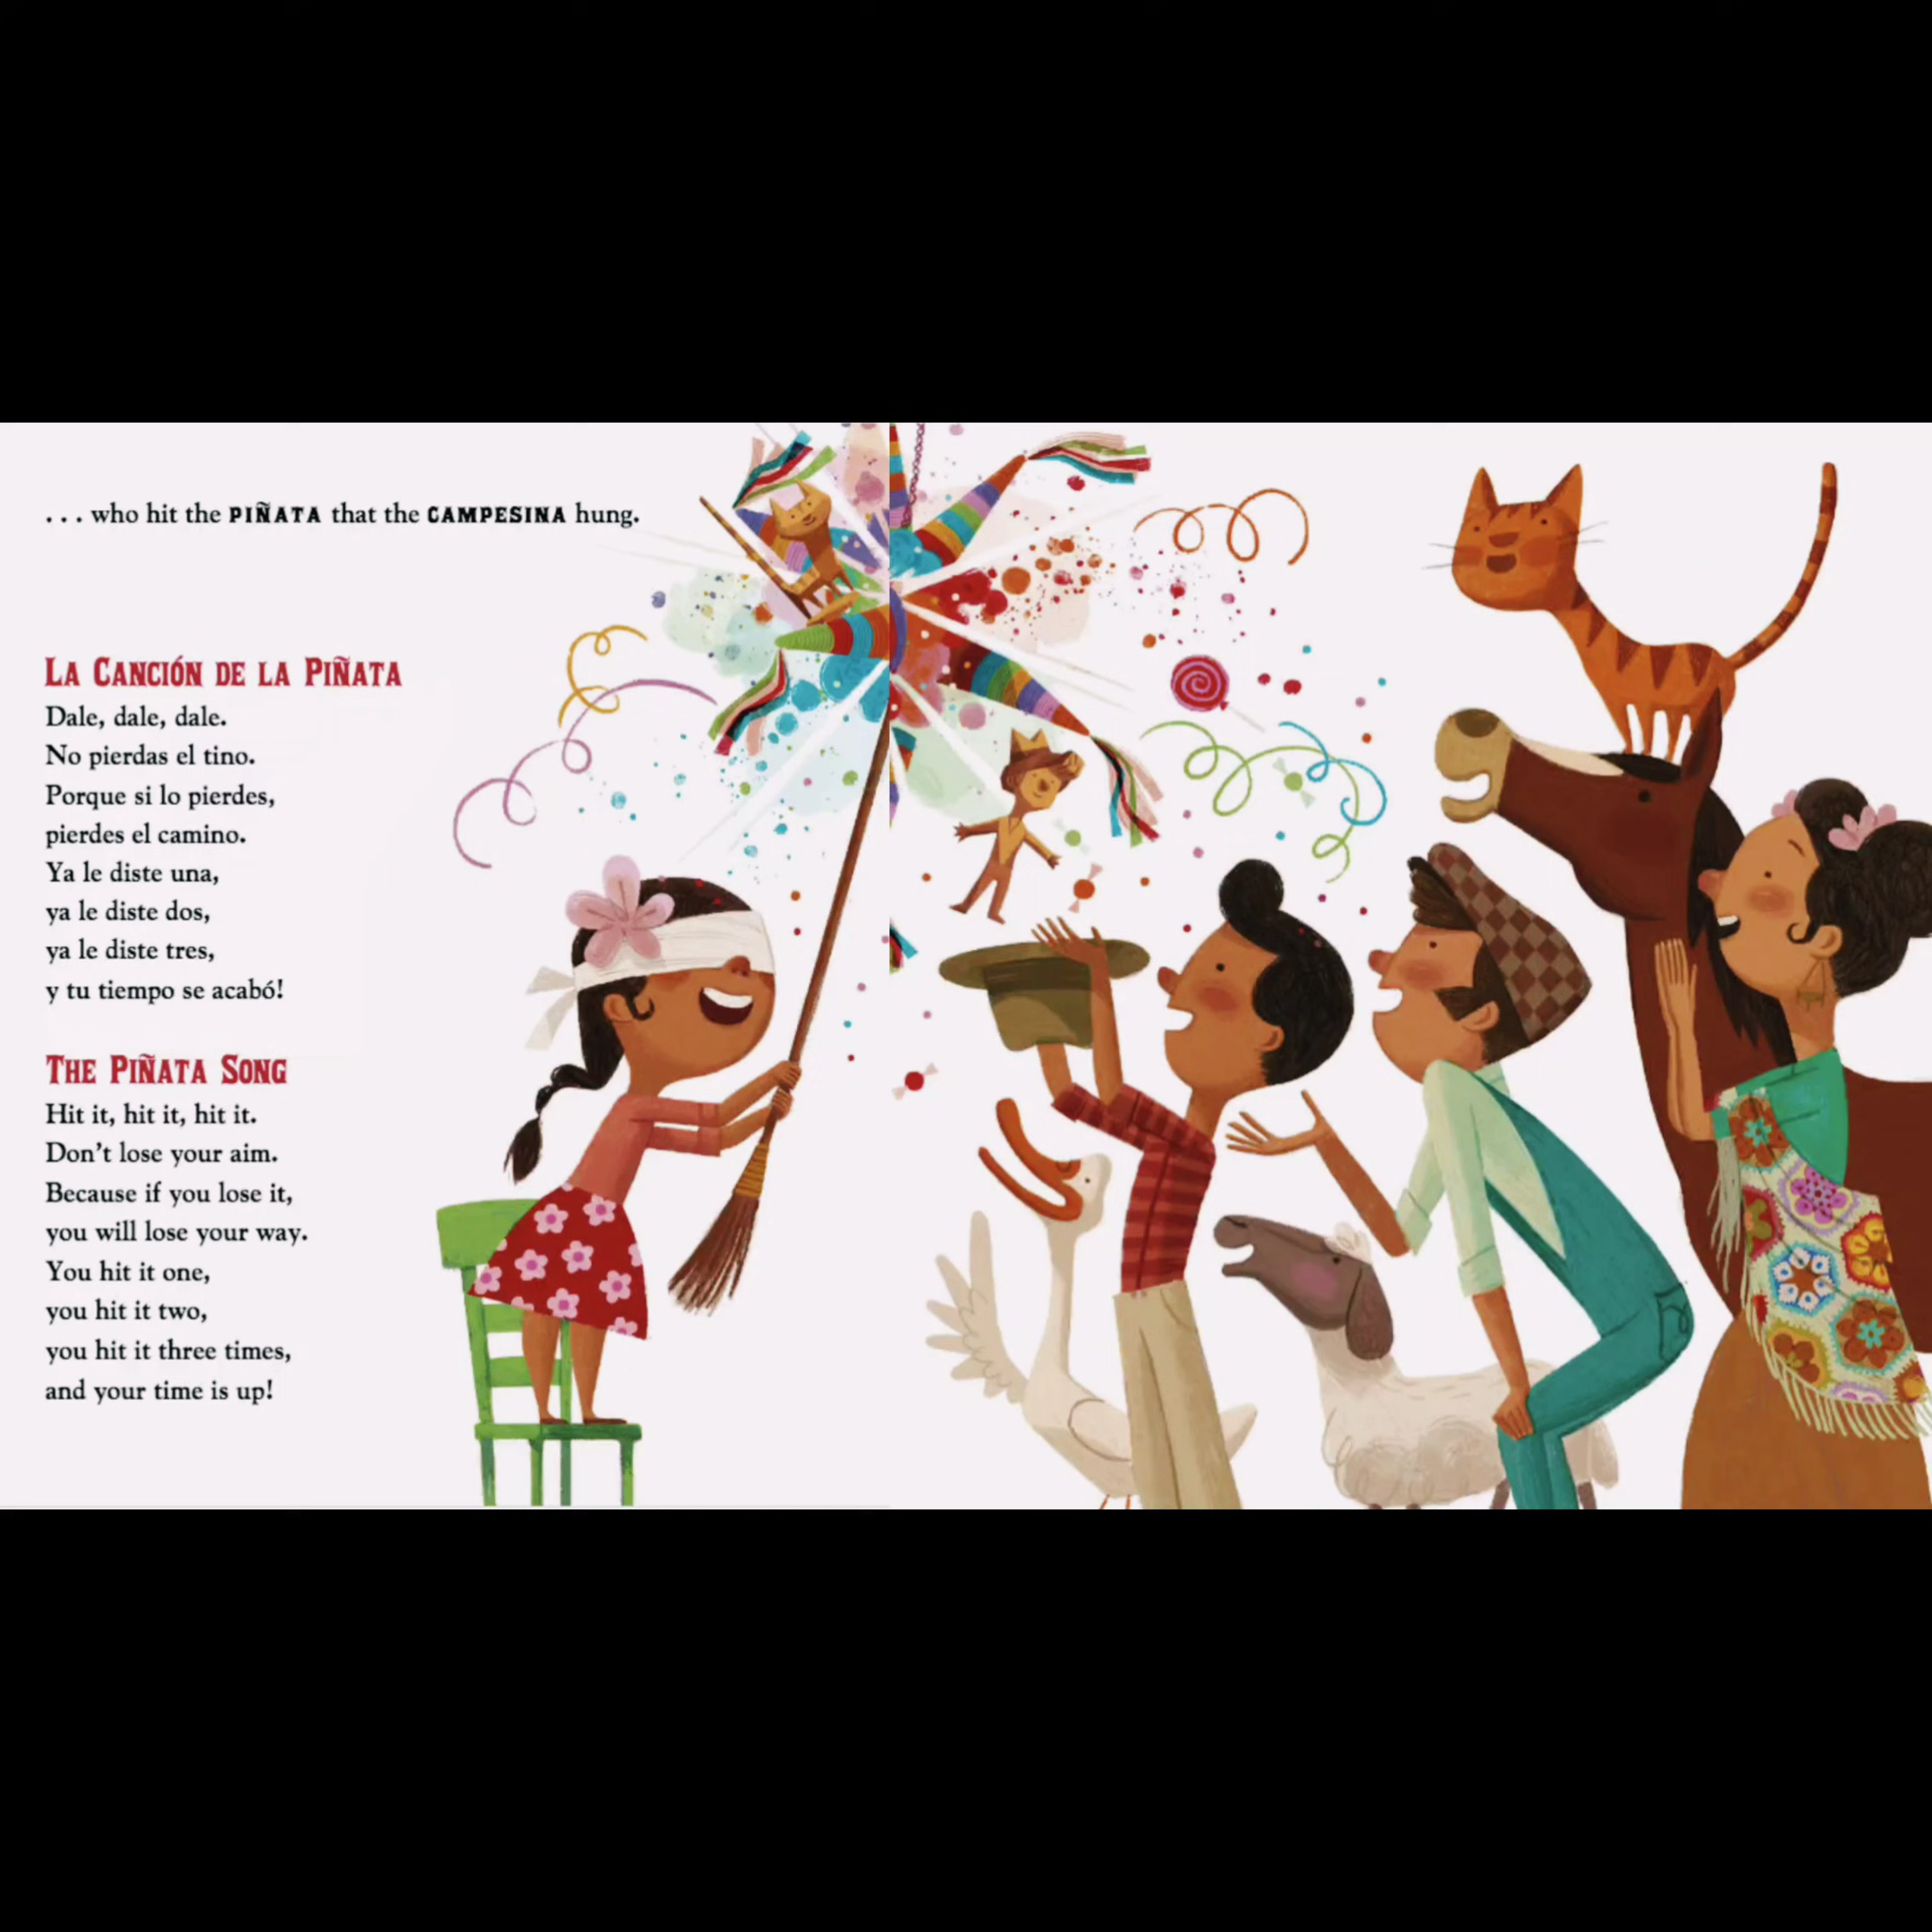 . . . who hit the PIÑATA that the CAMPESINA hung.
LA CANCIÓN DE LA PIÑATA
Dale, dale, dale.
No pierdas el tino.
Porque si lo pierdes,
pierdes el camino.
Ya le diste una,
ya le diste dos,
ya le diste tres,
y tu tiempo se acabó!
THE PIÑATA SONG
Hit it, hit it, hit it.
Don't lose your aim.
Because if you lose it,
you will lose your way.
You hit it one,
you hit it two,
you hit it three times,
and your time is up!